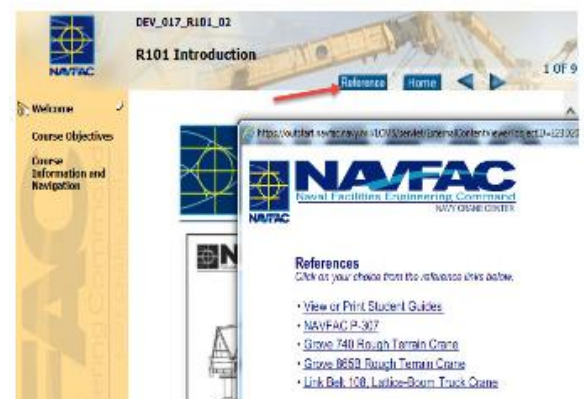 DEV_017_R101_02
R101 Introduction
NAVFAC
Reference
Home
1 OF 9
Welcome
Course Objectives
Course
Information and
Navigation
NAVFAC
Naval Facilities Engineering Command
NAVY CRANE CENTER
NAVFAC
References
Click on your choice from the reference links below.
• View or Print Student Guides
• NAVFAC P-307
• Grove 740 Rough Terrain Crane
• Grove 865B Rough Terrain Crane
• Link Belt 108, Lattice-Boom Truck Crane